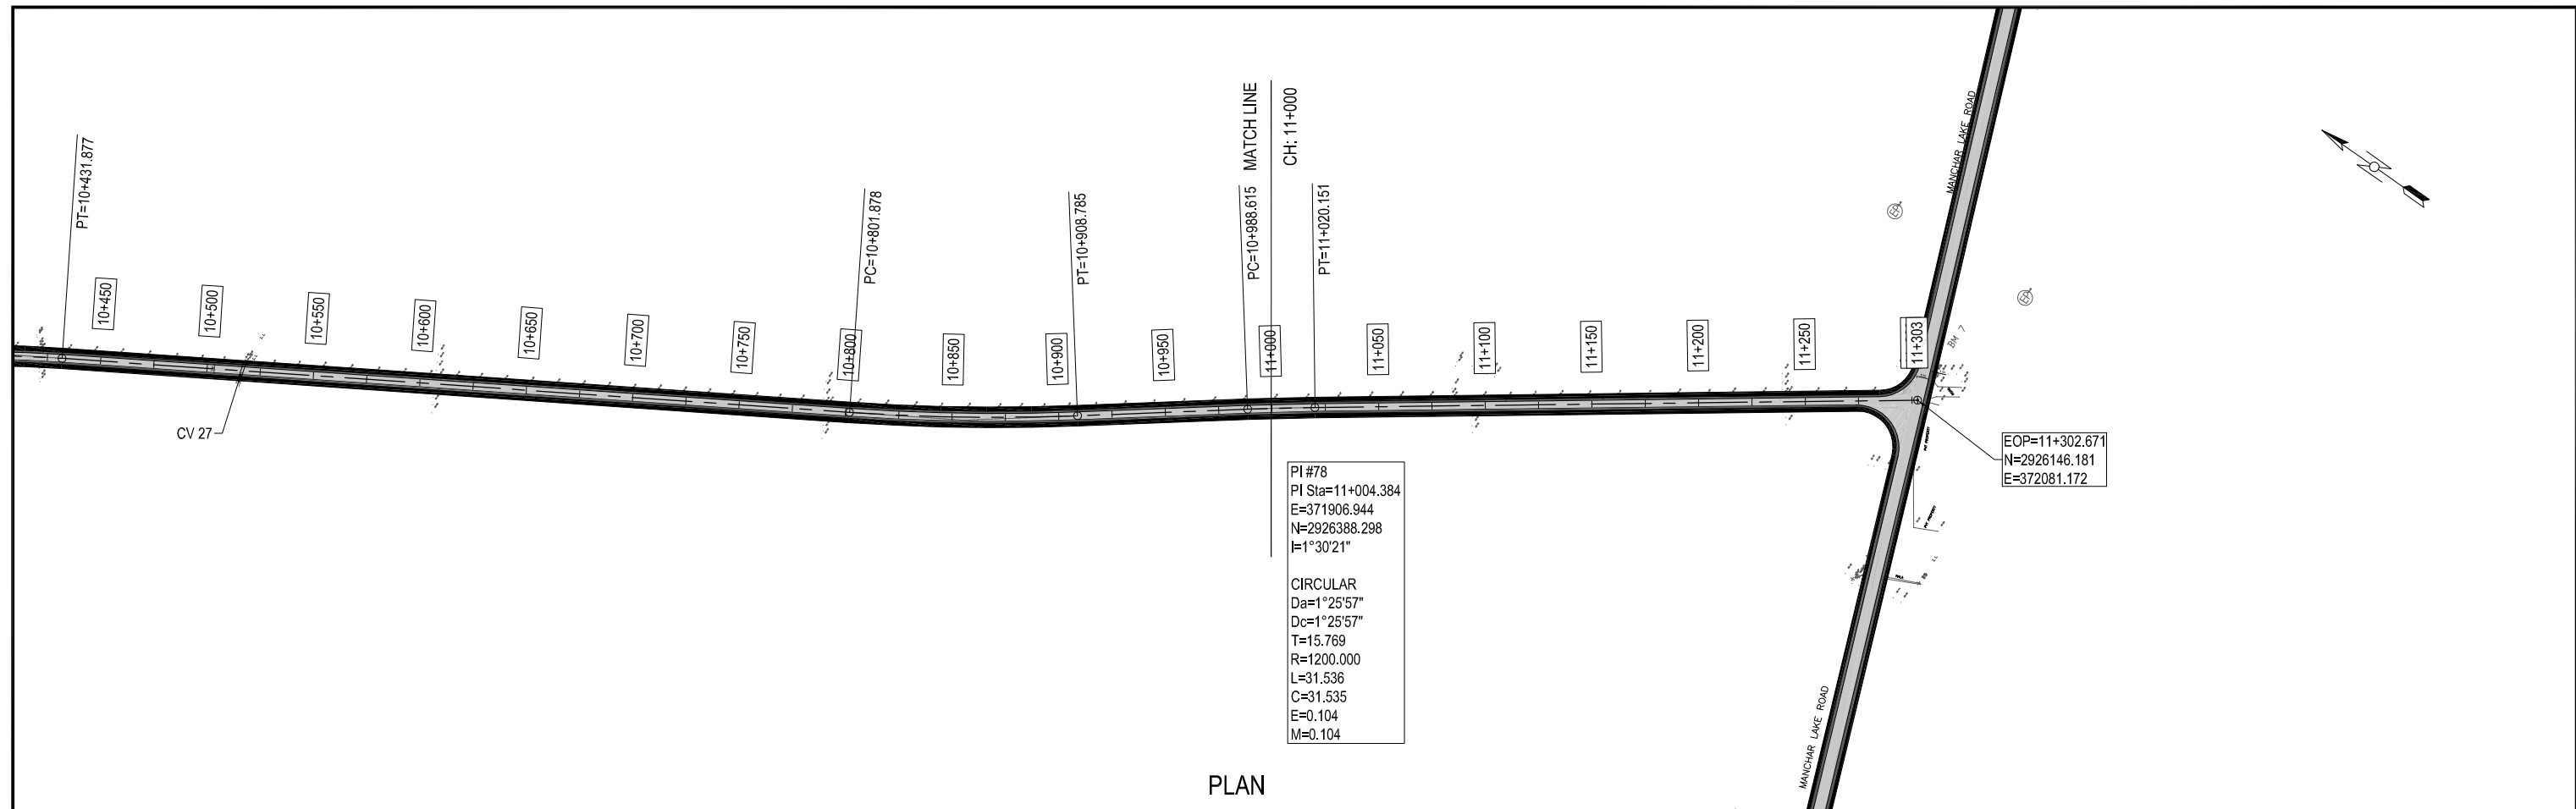 PT=10+431.877
PC=10+801.878
PT=10+908.785
PC=10+988.615
MATCH LINE
CH: 11+000
PT=11+020.151
MANCHAR LAKE ROAD
10+450
10+500
10+550
10+600
10+650
10+700
10+750
10+800
10+850
10+900
10+950
11+000
11+050
11+100
11+150
11+200
11+250
11+303
BM 7
CV 27
EOP=11+302.671
N=2926146.181
E=372081.172
PI #78
PI Sta=11+004.384
E=371906.944
N=2926388.298
I=1°30'21"
CIRCULAR
Da=1°25'57"
Dc=1°25'57"
T=15.769
R=1200.000
L=31.536
C=31.535
E=0.104
M=0.104
MANCHAR LAKE ROAD
PLAN